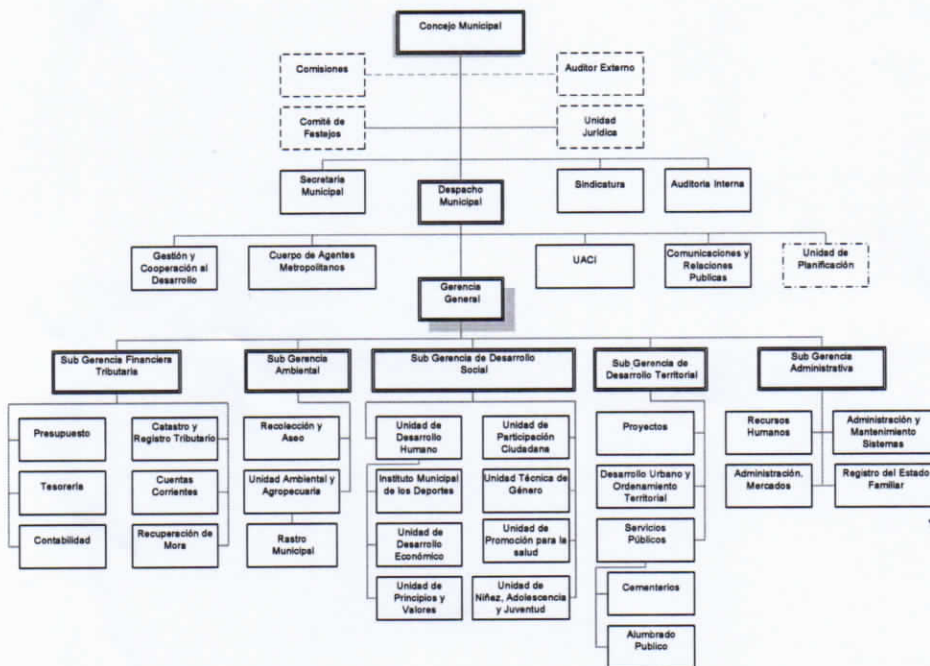 Concejo Municipal
Comisiones
Auditor Externo
Comité de
Festejos
Unidad
Jurídica
Secretaria
Municipal
Despacho
Municipal
Sindicatura
Auditoria Interna
Gestión y
Cooperación al
Desarrollo
Cuerpo de Agentes
Metropolitanos
UACI
Comunicaciones y
Relaciones
Publicas
Unidad de
Planificación
Gerencia
General
Sub Gerencia Financiera
Tributaria
Sub Gerencia
Ambiental
Sub Gerencia de Desarrollo
Social
Sub Gerencia de
Desarrollo Territorial
Sub Gerencia
Administrativa
Presupuesto
Catastro y
Registro Tributario
Tesorería
Cuentas
Corrientes
Contabilidad
Recuperación de
Mora
Recolección y
Aseo
Unidad Ambiental y
Agropecuaria
Rastro
Municipal
Unidad de
Desarrollo
Humano
Unidad de
Participación
Ciudadana
Instituto Municipal
de los Deportes
Unidad Técnica de
Género
Unidad de
Desarrollo
Económico
Unidad de
Promoción para la
salud
Unidad de
Principios y
Valores
Unidad de
Niñez, Adolescencia
y Juventud
Proyectos
Desarrollo Urbano y
Ordenamiento
Territorial
Servicios
Públicos
Cementerios
Alumbrado
Publico
Recursos
Humanos
Administración y
Mantenimiento
Sistemas
Administración.
Mercados
Registro del Estado
Familiar